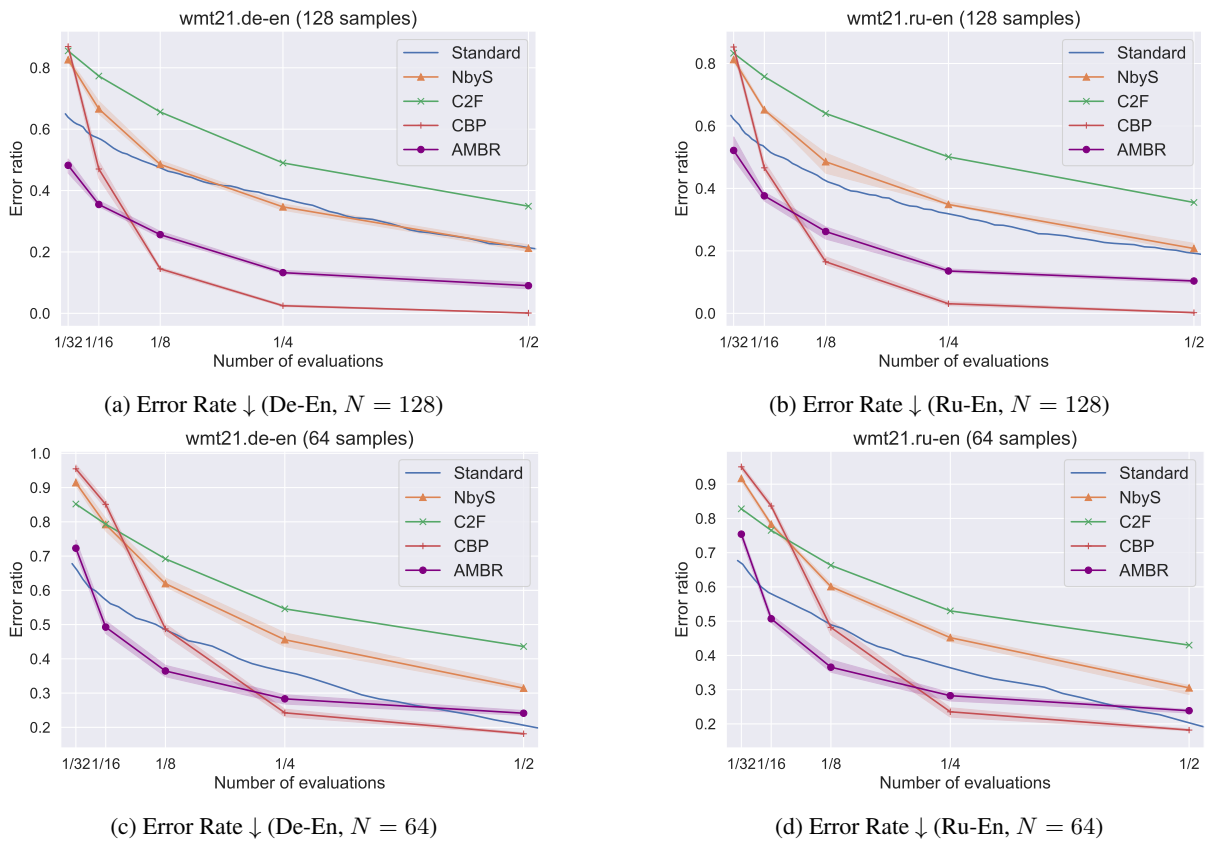 wmt21.de-en (128 samples)
Error ratio
0.8
0.6
0.4
0.2
0.0
Standard
NbyS
C2F
CBP
AMBR
1/32 1/16 1/8 1/4 1/2
Number of evaluations
(a) Error Rate ↓ (De-En, N = 128)
wmt21.ru-en (128 samples)
Error ratio
0.8
0.6
0.4
0.2
0.0
Standard
NbyS
C2F
CBP
AMBR
1/32 1/16 1/8 1/4 1/2
Number of evaluations
(b) Error Rate ↓ (Ru-En, N = 128)
wmt21.de-en (64 samples)
Error ratio
1.0
0.9
0.8
0.7
0.6
0.5
0.4
0.3
0.2
Standard
NbyS
C2F
CBP
AMBR
1/32 1/16 1/8 1/4 1/2
Number of evaluations
(c) Error Rate ↓ (De-En, N = 64)
wmt21.ru-en (64 samples)
Error ratio
0.9
0.8
0.7
0.6
0.5
0.4
0.3
0.2
Standard
NbyS
C2F
CBP
AMBR
1/32 1/16 1/8 1/4 1/2
Number of evaluations
(d) Error Rate ↓ (Ru-En, N = 64)